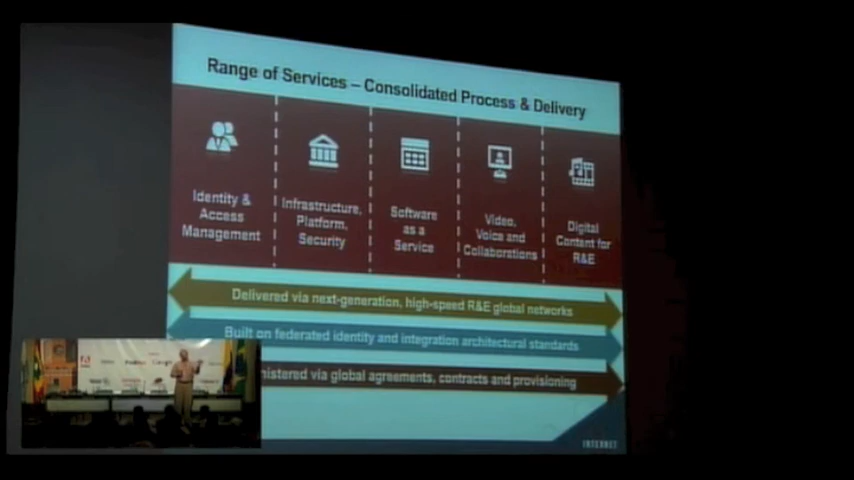 Range of Services – Consolidated Process & Delivery
Identity &
Access
Management
Infrastructure,
Platform,
Security
Software
as a
Service
Video,
Voice and
Collaborations
Digital
Content for
R&E
Delivered via next-generation, high-speed R&E global networks
Built on federated identity and integration architectural standards
nistered via global agreements, contracts and provisioning
INTERNET